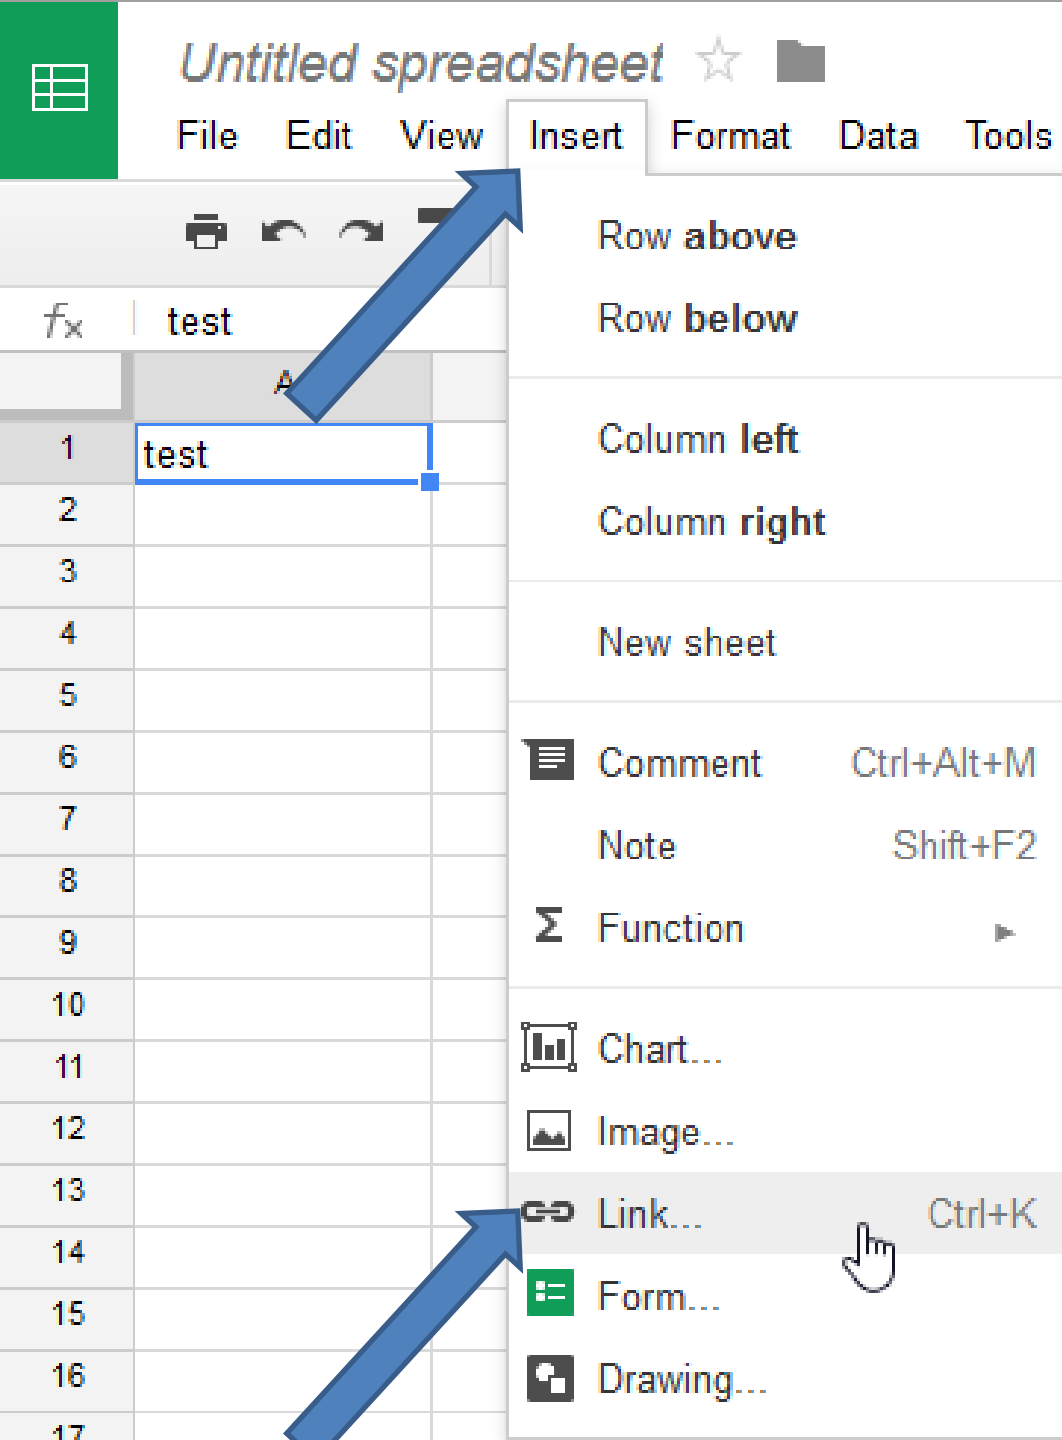 Untitled spreadsheet
File Edit View Insert Format Data Tools
Row above
Row below
fx test
A
Column left
Column right
1 test
2
3
4
5
6
7
8
9
10
11
12
13
14
15
16
17
New sheet
Comment Ctrl+Alt+M
Note Shift+F2
Σ Function
Chart...
Image...
Link... Ctrl+K
Form...
Drawing...